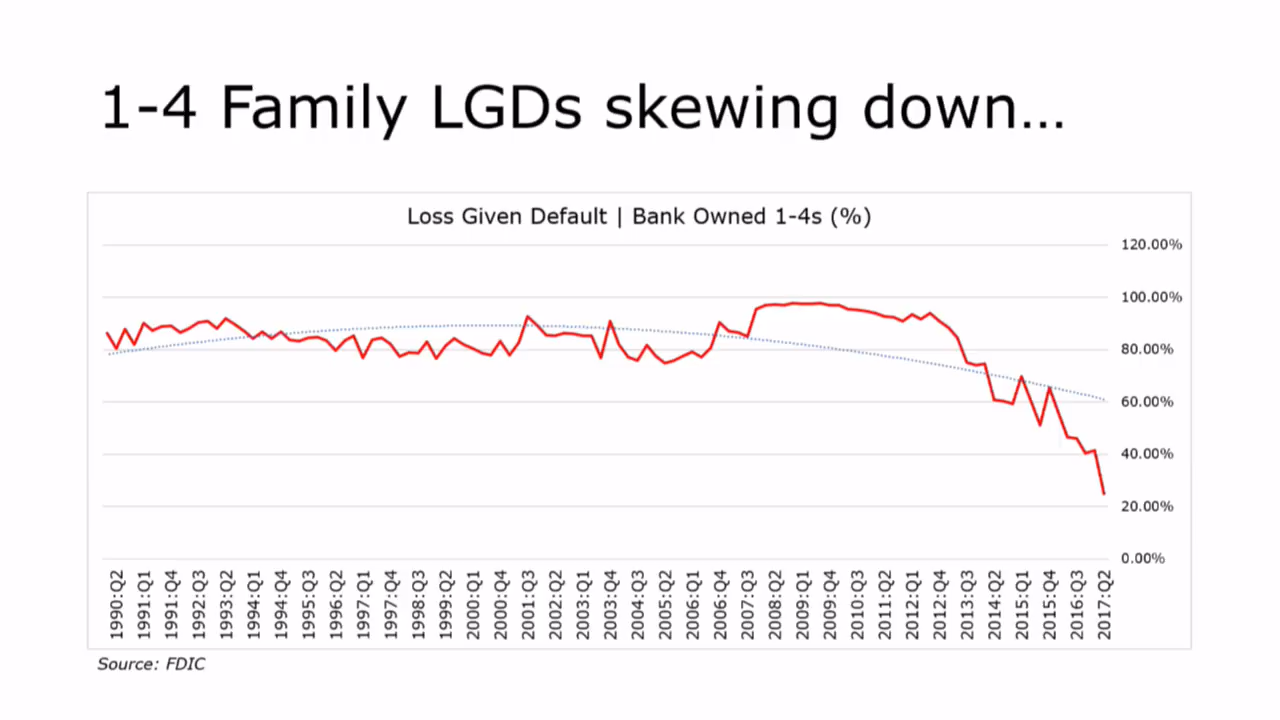 1-4 Family LGDs skewing down...
Loss Given Default | Bank Owned 1-4s (%)
120.00%
100.00%
80.00%
60.00%
40.00%
20.00%
0.00%
1990:Q2
1991:Q1
1991:Q4
1992:Q3
1993:Q2
1994:Q1
1994:Q4
1995:Q3
1996:Q2
1997:Q1
1997:Q4
1998:Q3
1999:Q2
2000:Q1
2000:Q4
2001:Q3
2002:Q2
2003:Q1
2003:Q4
2004:Q3
2005:Q2
2006:Q1
2006:Q4
2007:Q3
2008:Q2
2009:Q1
2009:Q4
2010:Q3
2011:Q2
2012:Q1
2012:Q4
2013:Q3
2014:Q2
2015:Q1
2015:Q4
2016:Q3
2017:Q2
Source: FDIC